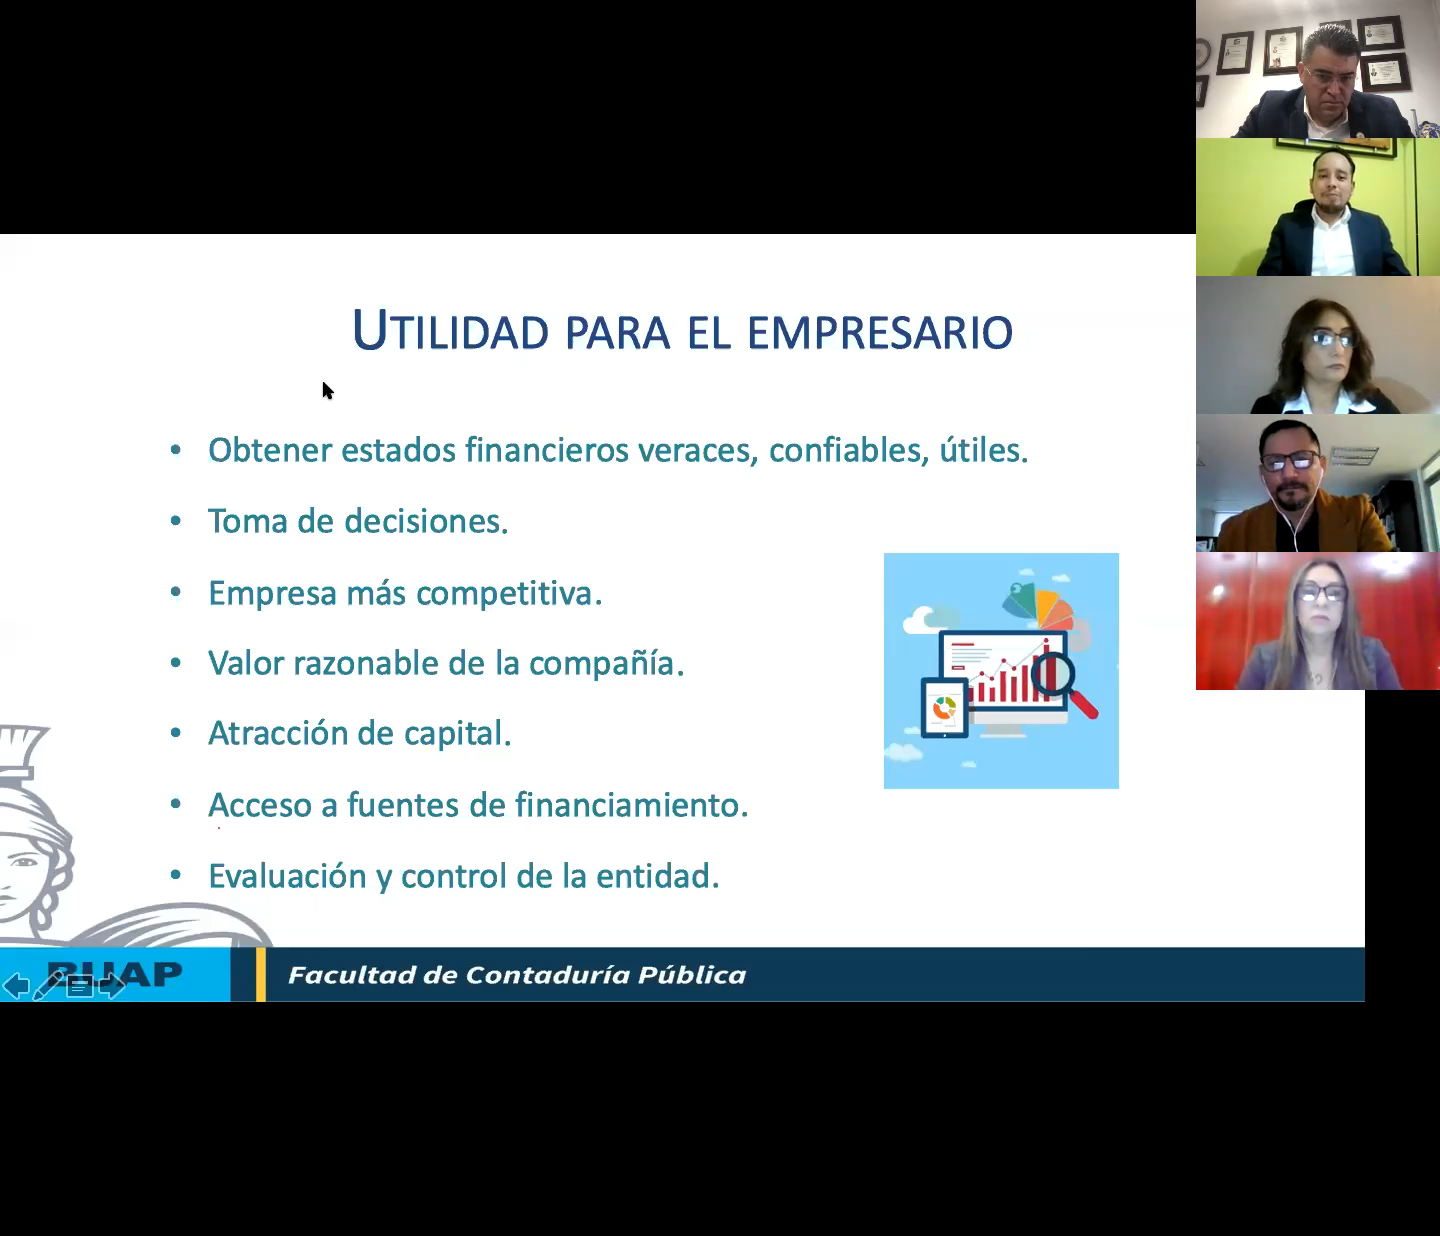 UTILIDAD PARA EL EMPRESARIO
• Obtener estados financieros veraces, confiables, útiles.
• Toma de decisiones.
• Empresa más competitiva.
• Valor razonable de la compañía.
• Atracción de capital.
• Acceso a fuentes de financiamiento.
• Evaluación y control de la entidad.
BUAP
Facultad de Contaduría Pública